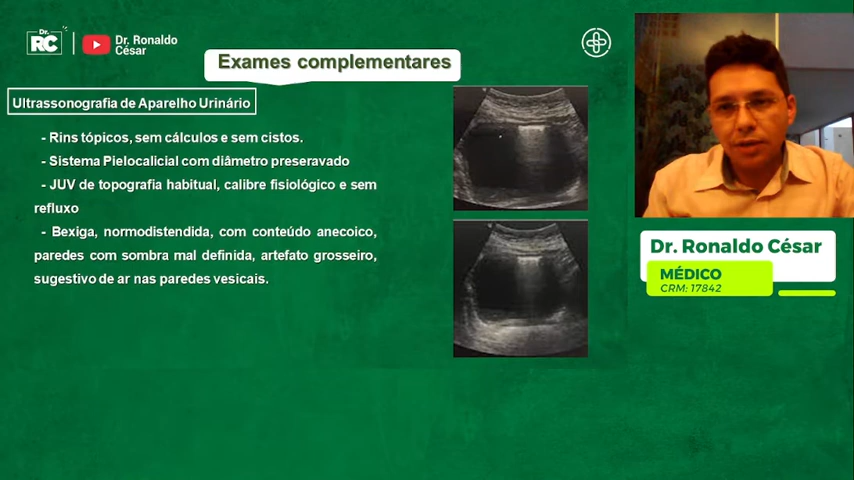 Dr.
RC
Dr. Ronaldo
César
Exames complementares
Ultrassonografia de Aparelho Urinário
- Rins tópicos, sem cálculos e sem cistos.
- Sistema Pielocalicial com diâmetro preseravado
- JUV de topografia habitual, calibre fisiológico e sem
refluxo
- Bexiga, normodistendida, com conteúdo anecoico,
paredes com sombra mal definida, artefato grosseiro,
sugestivo de ar nas paredes vesicais.
Dr. Ronaldo César
MÉDICO
CRM: 17842